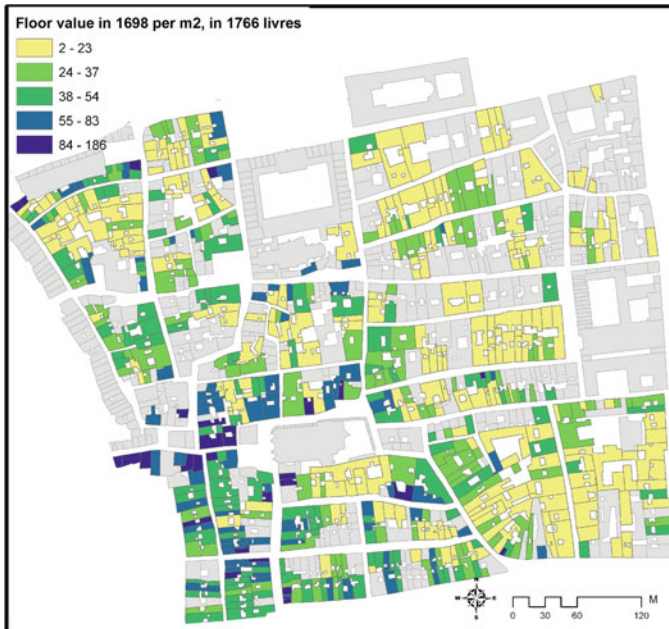 Floor value in 1698 per m2, in 1766 livres
2 - 23
24 - 37
38 - 54
55 - 83
84 - 186
N
W E
S
M
0 30 60 120